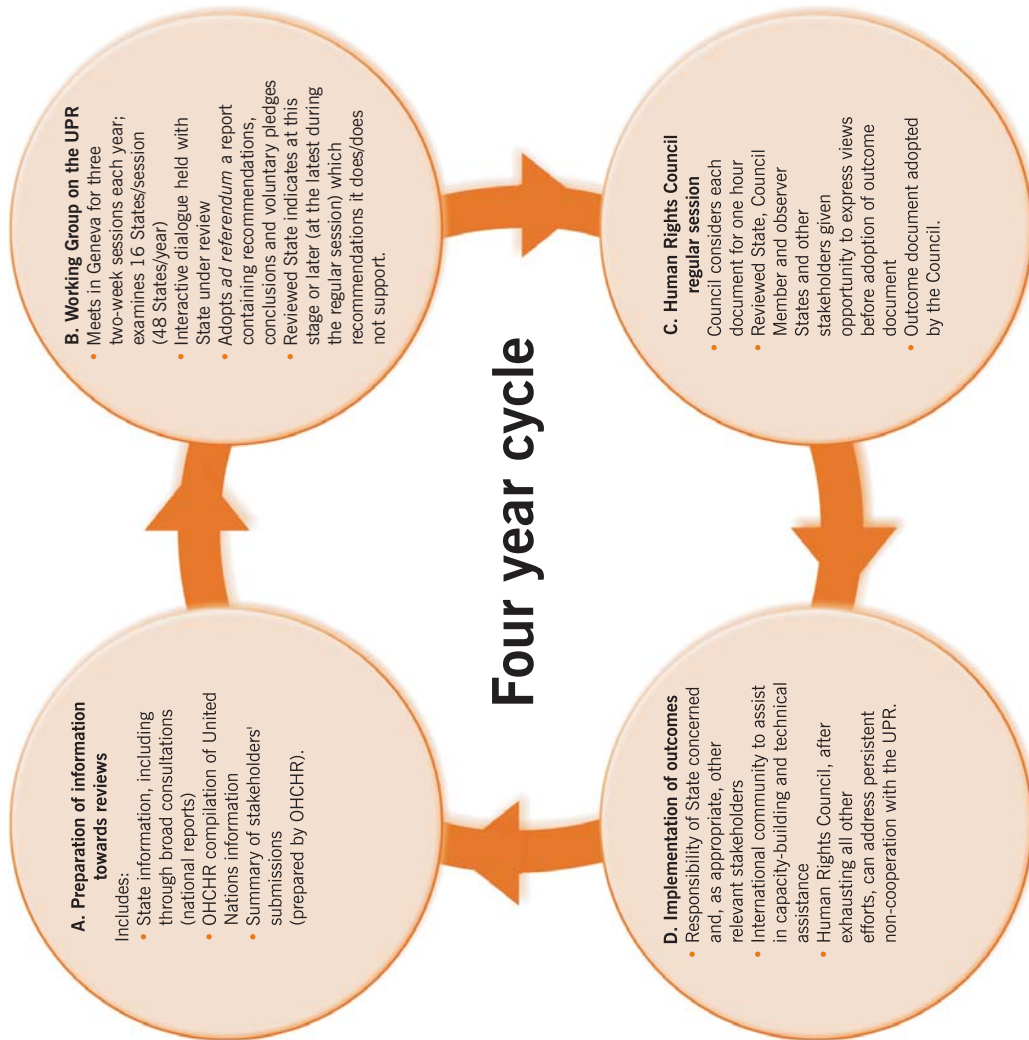 A. Preparation of information
towards reviews
Includes:
• State information, including
through broad consultations
(national reports)
• OHCHR compilation of United
Nations information
• Summary of stakeholders'
submissions
(prepared by OHCHR).
B. Working Group on the UPR
• Meets in Geneva for three
two-week sessions each year;
examines 16 States/session
(48 States/year)
• Interactive dialogue held with
State under review
• Adopts ad referendum a report
containing recommendations,
conclusions and voluntary pledges
• Reviewed State indicates at this
stage or later (at the latest during
the regular session) which
recommendations it does/does
not support.
Four year cycle
C. Human Rights Council
regular session
• Council considers each
document for one hour
• Reviewed State, Council
Member and observer
States and other
stakeholders given
opportunity to express views
before adoption of outcome
document
• Outcome document adopted
by the Council.
D. Implementation of outcomes
• Responsibility of State concerned
and, as appropriate, other
relevant stakeholders
• International community to assist
in capacity-building and technical
assistance
• Human Rights Council, after
exhausting all other
efforts, can address persistent
non-cooperation with the UPR.